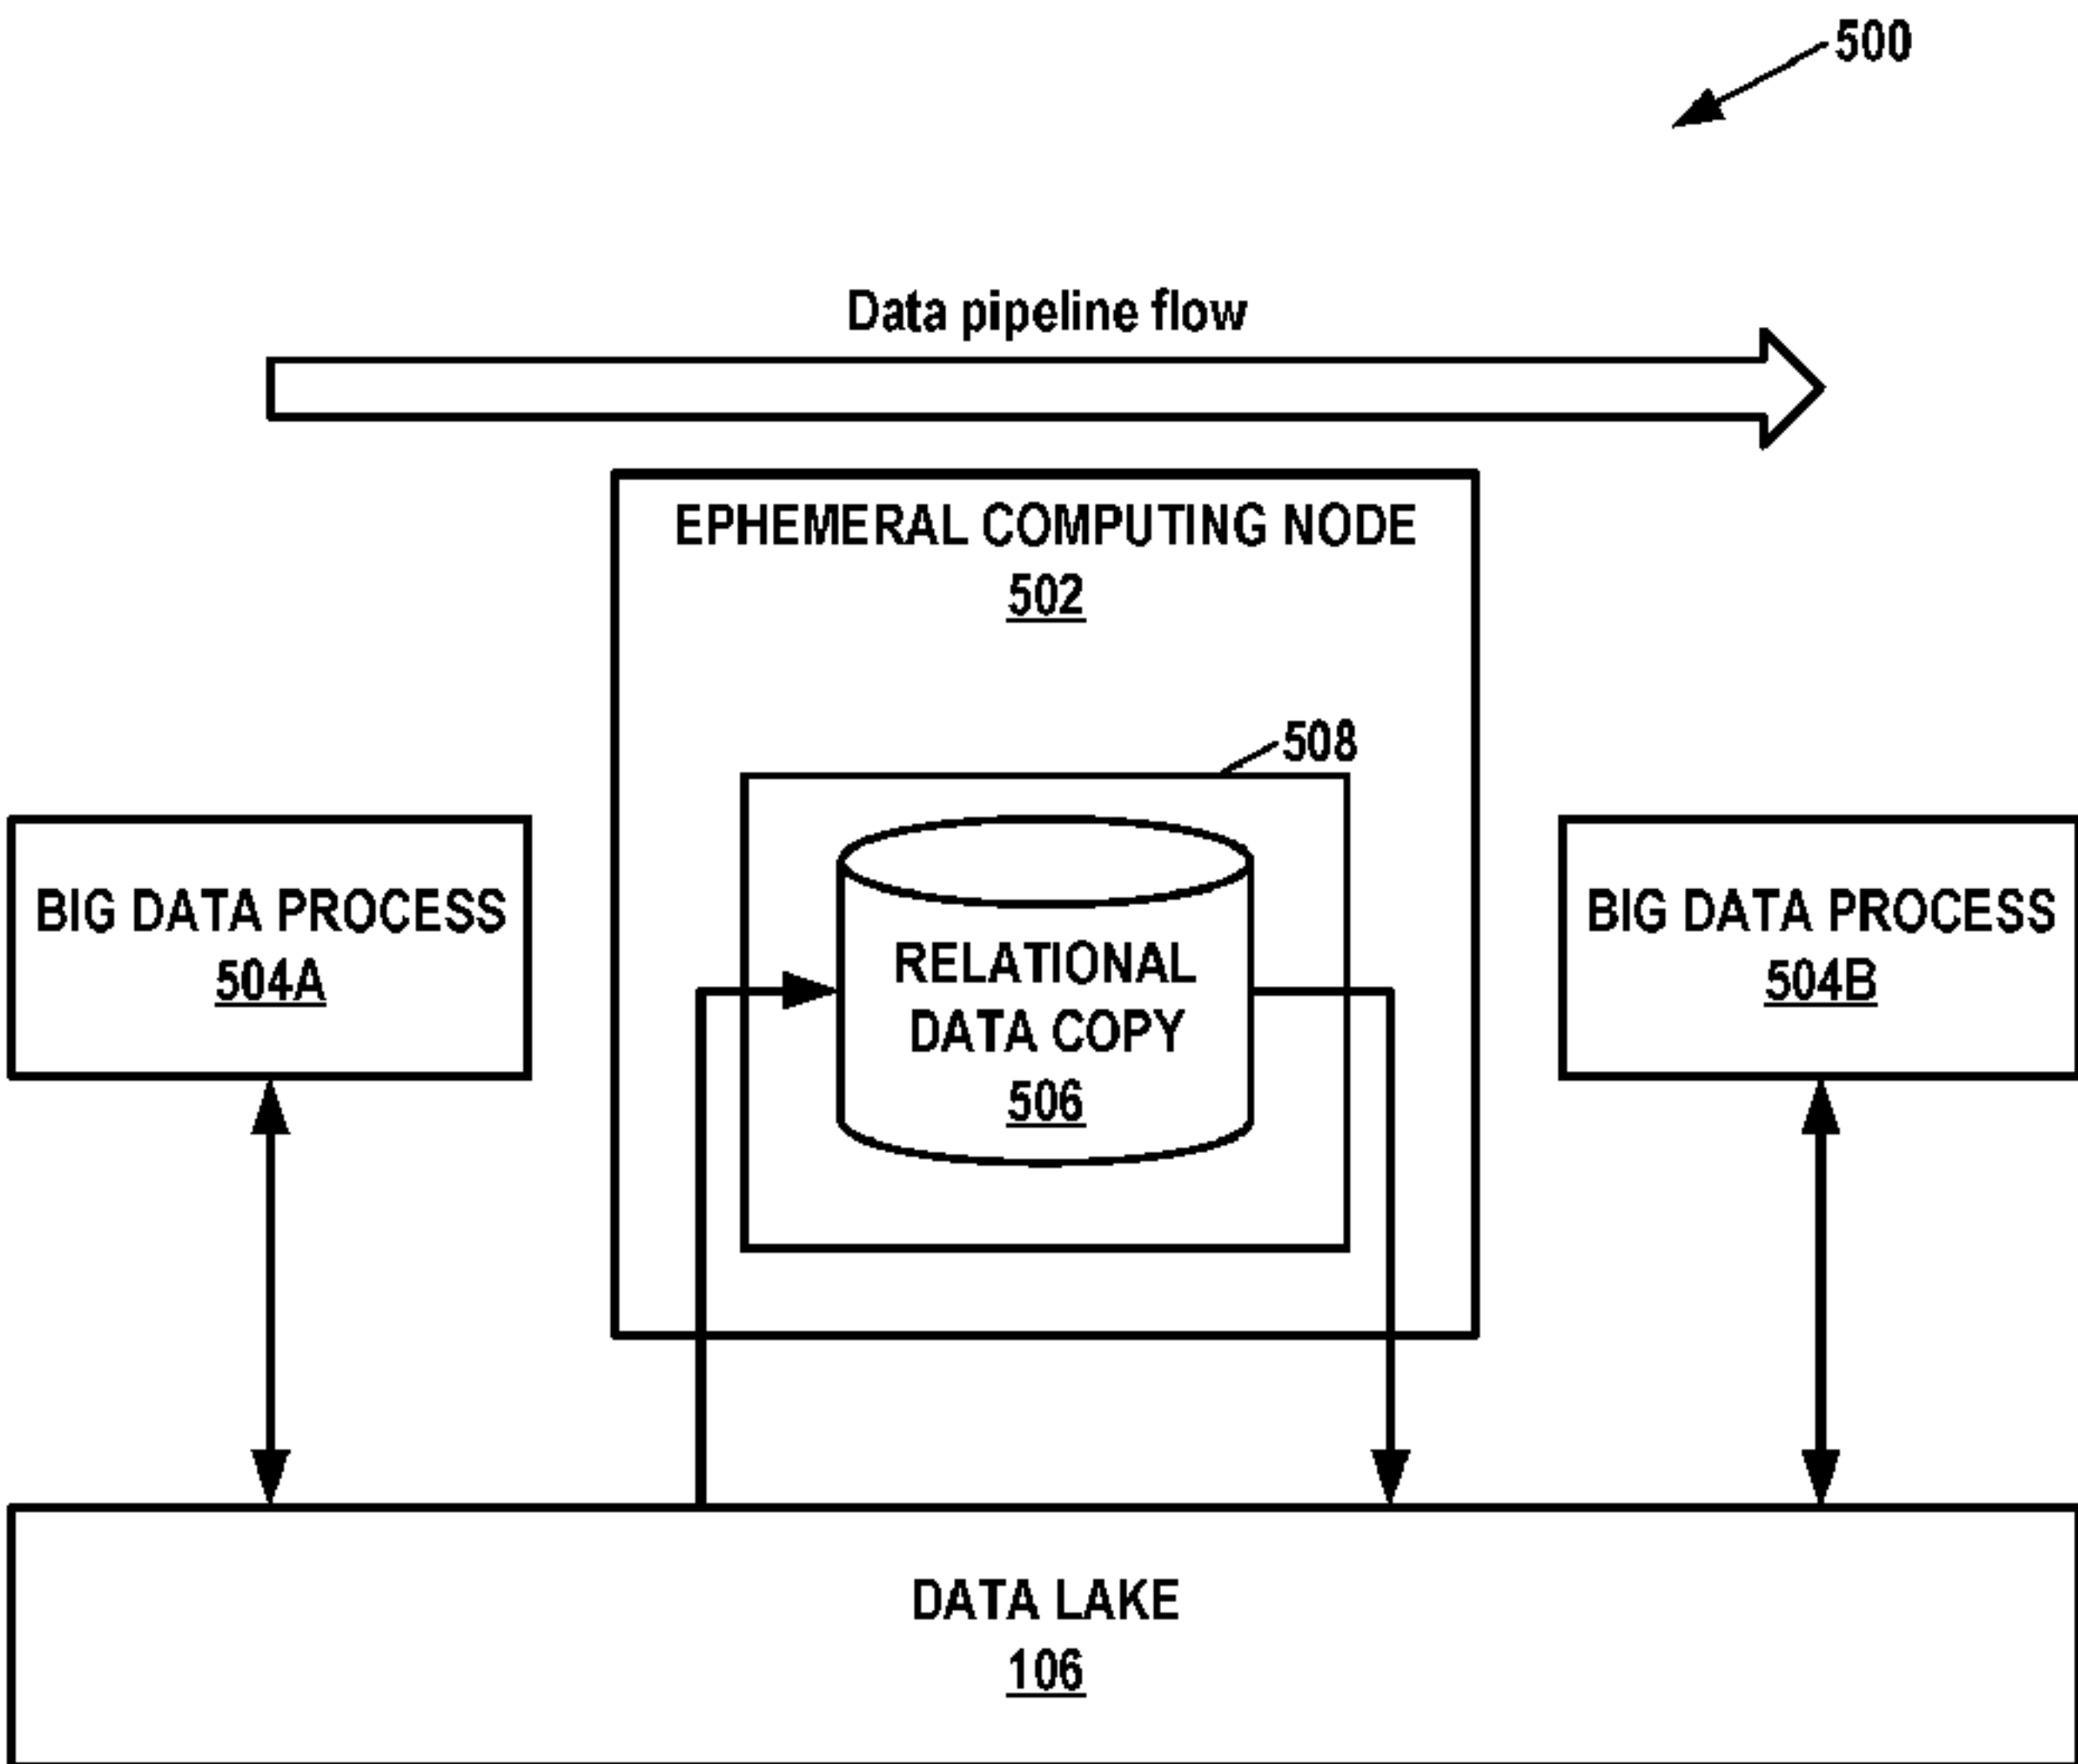 500
Data pipeline flow
EPHEMERAL COMPUTING NODE
502
508
BIG DATA PROCESS
504A
RELATIONAL
DATA COPY
506
BIG DATA PROCESS
504B
DATA LAKE
106